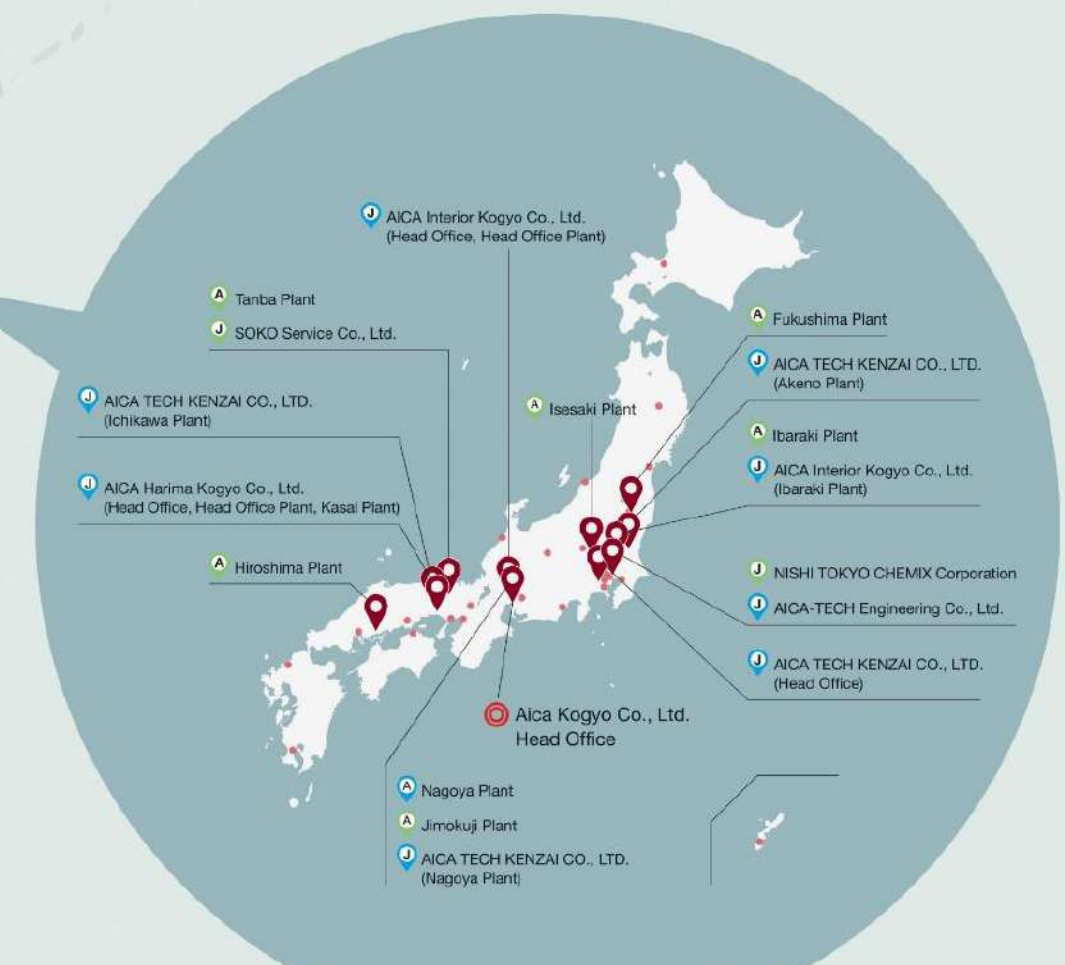 J AICA Interior Kogyo Co., Ltd.
(Head Office, Head Office Plant)
A Tanba Plant
J SOKO Service Co., Ltd.
J AICA TECH KENZAI CO., LTD.
(Ichikawa Plant)
J AICA Harima Kogyo Co., Ltd.
(Head Office, Head Office Plant, Kasai Plant)
A Hiroshima Plant
A Isesaki Plant
A Fukushima Plant
J AICA TECH KENZAI CO., LTD.
(Akeno Plant)
A Ibaraki Plant
J AICA Interior Kogyo Co., Ltd.
(Ibaraki Plant)
J NISHI TOKYO CHEMIX Corporation
J AICA-TECH Engineering Co., Ltd.
J AICA TECH KENZAI CO., LTD.
(Head Office)
Aica Kogyo Co., Ltd.
Head Office
A Nagoya Plant
A Jimokuji Plant
J AICA TECH KENZAI CO., LTD.
(Nagoya Plant)